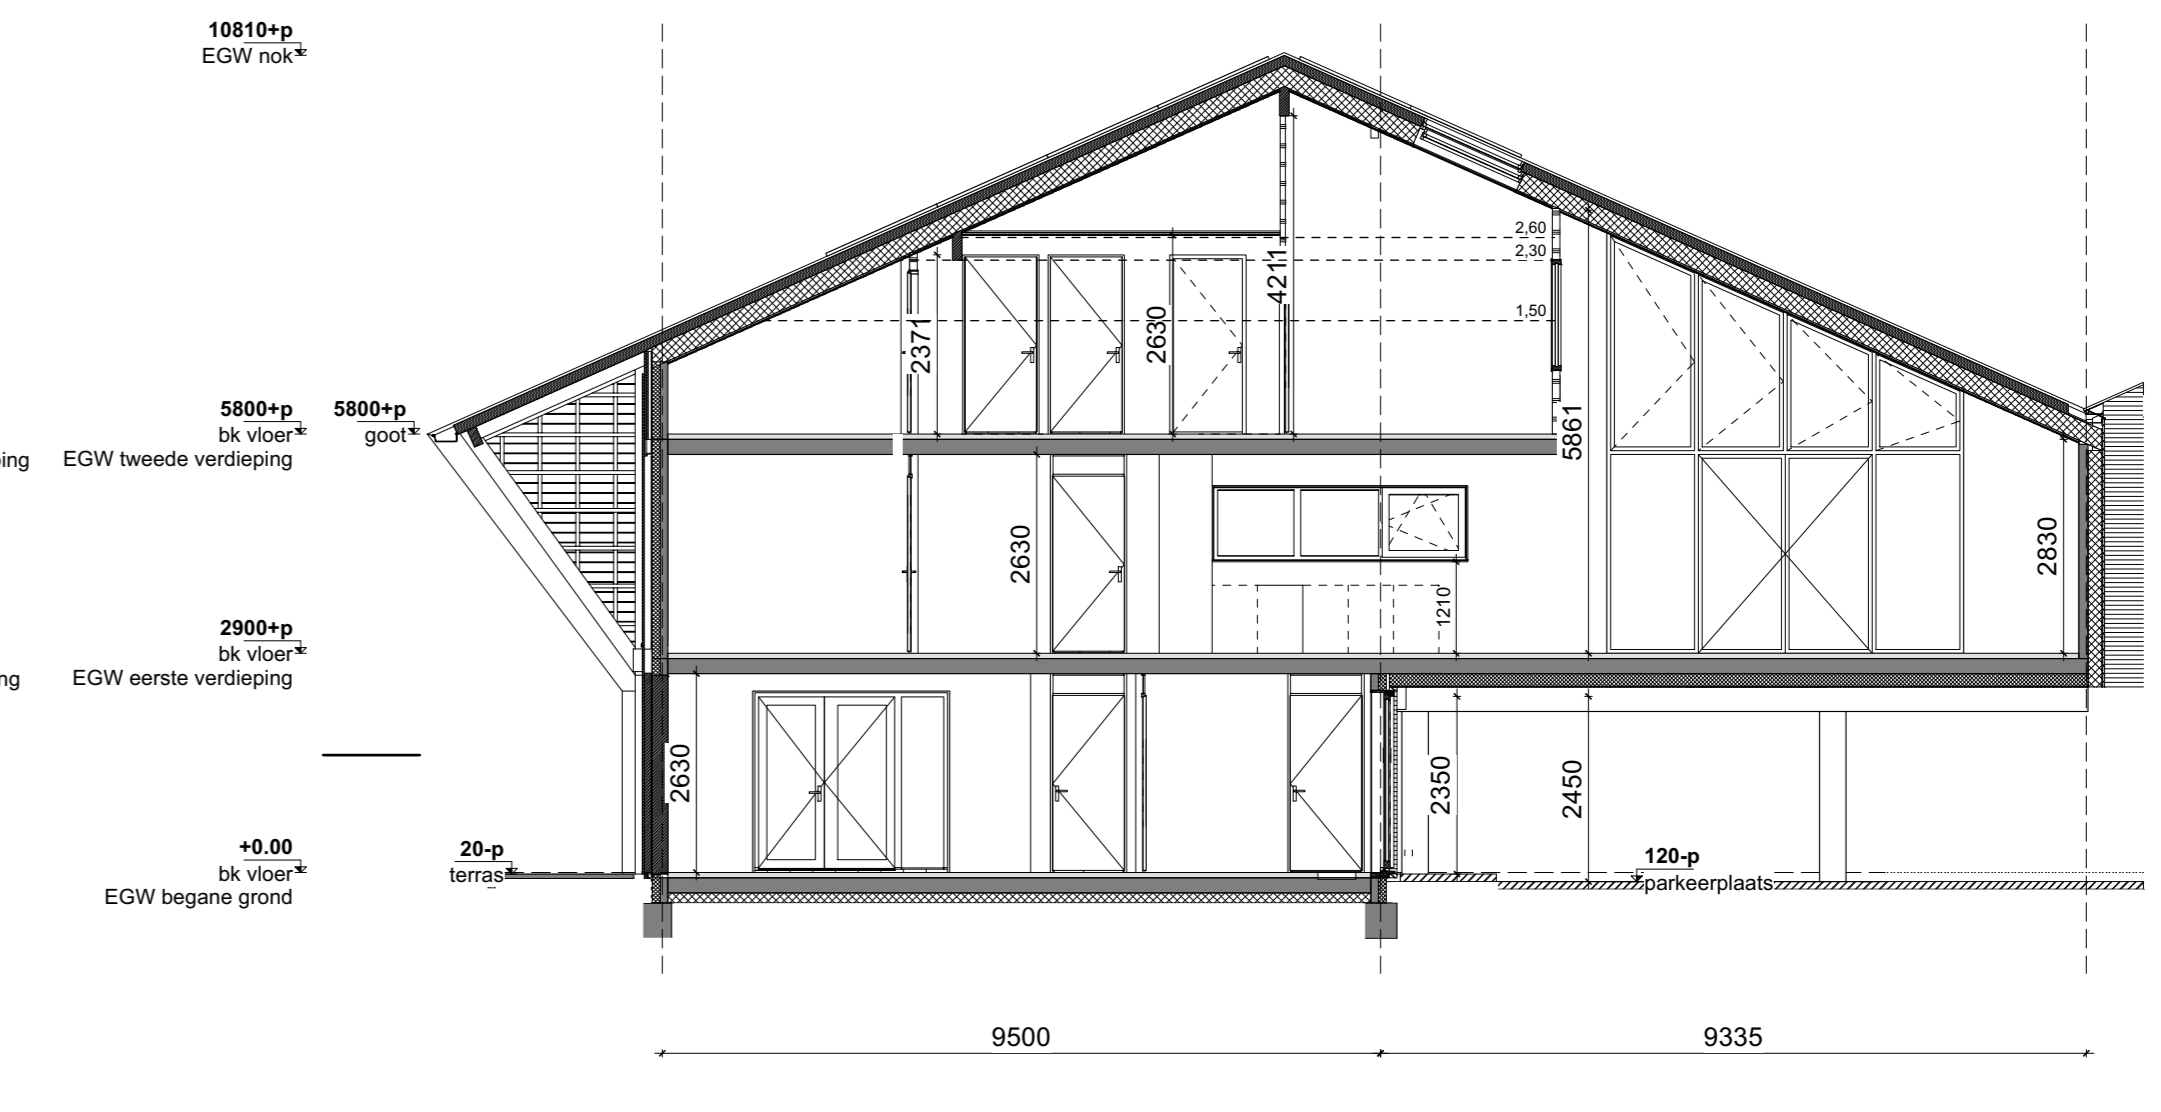 10810+p
EGW nok
2,60
2,30
4211
1,50
2630
2371
5800+p
bk vloer
EGW tweede verdieping
5800+p
goot
ping
5861
2630
2830
1210
2900+p
bk vloer
EGW eerste verdieping
ng
2630
2350
2450
+0.00
bk vloer
EGW begane grond
20-p
terras
120-p
parkeerplaats
9500
9335